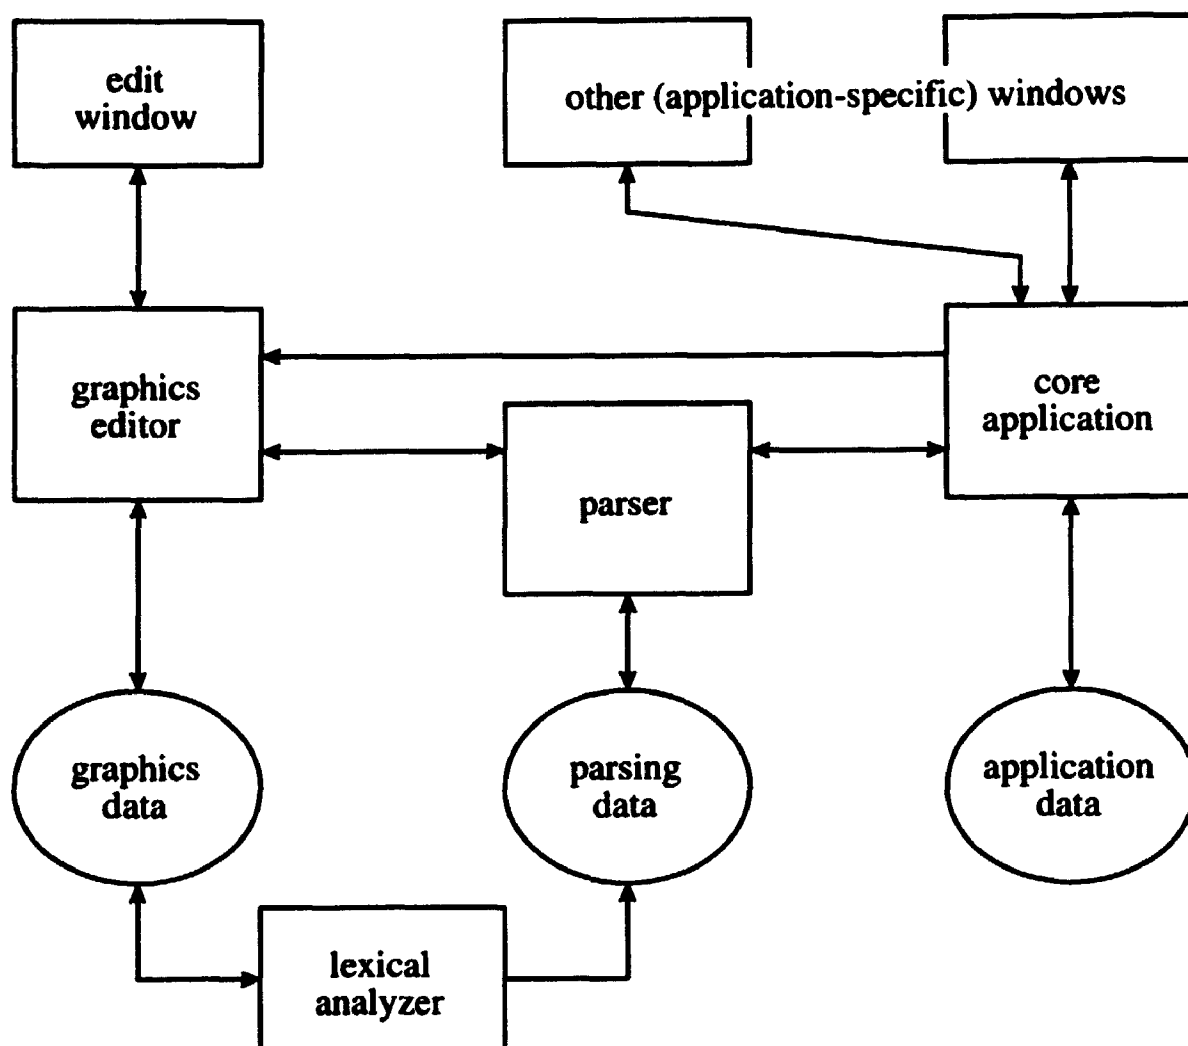 edit
window
other (application-specific) windows
graphics
editor
core
application
parser
graphics
data
parsing
data
application
data
lexical
analyzer